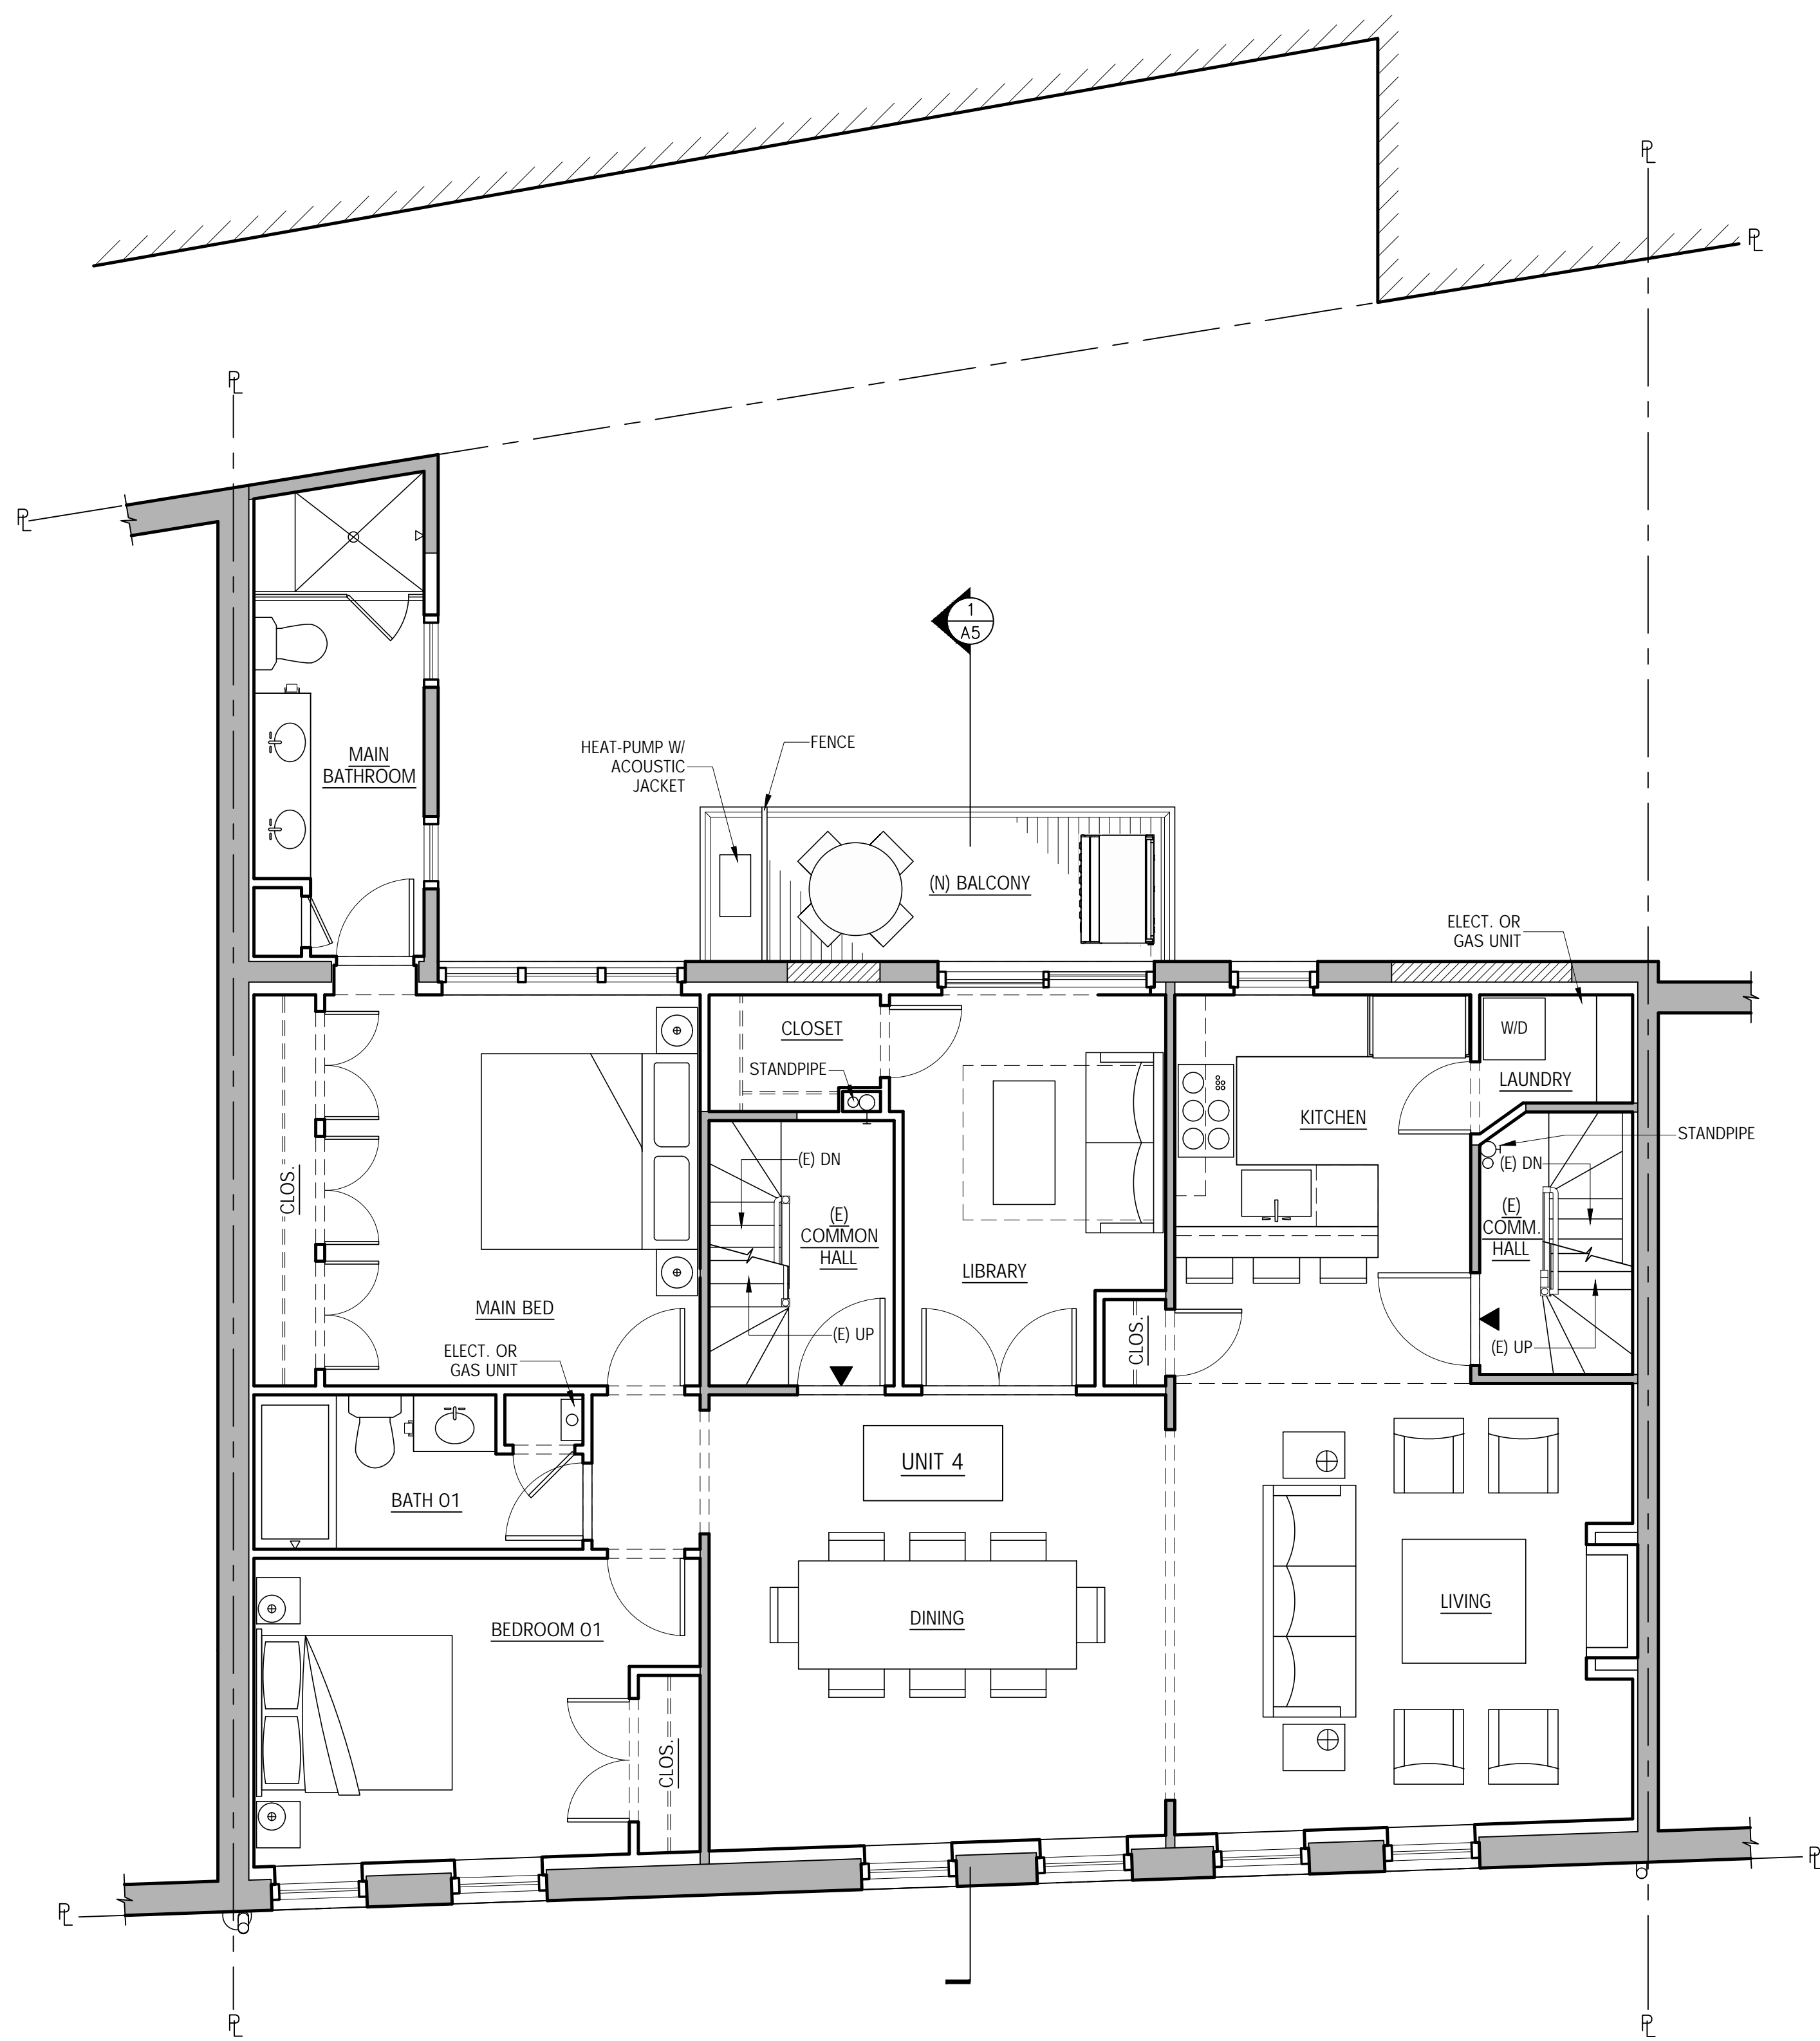 PL
PL
PL
PL
1
A5
HEAT-PUMP W/
ACOUSTIC
JACKET
FENCE
MAIN
BATHROOM
(N) BALCONY
ELECT. OR
GAS UNIT
CLOSET
STANDPIPE
W/D
LAUNDRY
KITCHEN
STANDPIPE
(E) DN
(E) DN
CLOS.
(E)
COMMON
HALL
(E)
COMM.
HALL
LIBRARY
MAIN BED
(E) UP
(E) UP
CLOS.
ELECT. OR
GAS UNIT
UNIT 4
BATH 01
LIVING
DINING
BEDROOM 01
CLOS.
PL
PL
PL
PL